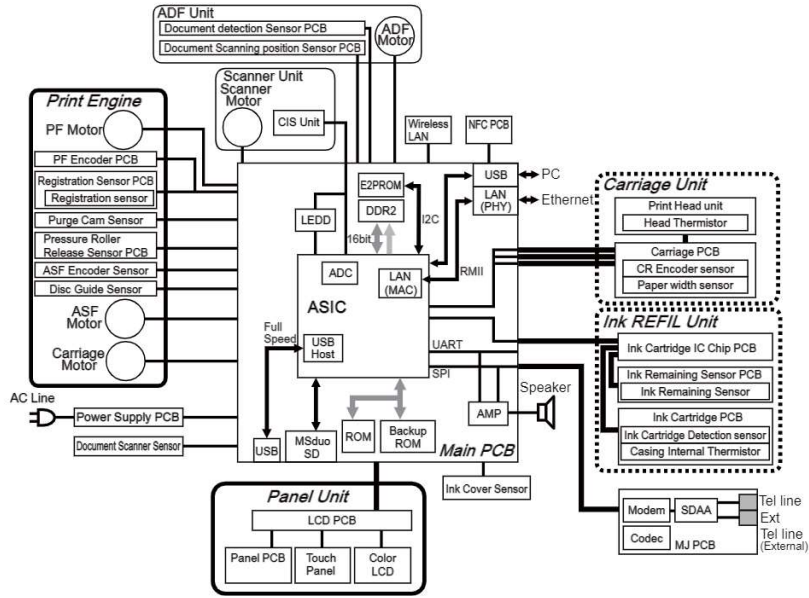 ADF Unit
Document detection Sensor PCB
Document Scanning position Sensor PCB
ADF
Motor
Scanner Unit
Scanner
Motor
CIS Unit
Print Engine
PF Motor
PF Encoder PCB
Registration Sensor PCB
Registration sensor
Purge Cam Sensor
Pressure Roller
Release Sensor PCB
ASF Encoder Sensor
Disc Guide Sensor
ASF
Motor
Carriage
Motor
AC Line
Power Supply PCB
Document Scanner Sensor
Wireless
LAN
NFC PCB
E2PROM
DDR2
I2C
USB
LAN
(PHY)
PC
Ethernet
LEDD
16bit
ADC
LAN
(MAC)
RMII
ASIC
Full
Speed
USB
Host
UART
SPI
AMP
Speaker
USB
MSduo
SD
ROM
Backup
ROM
Main PCB
Ink Cover Sensor
Panel Unit
LCD PCB
Panel PCB
Touch
Panel
Color
LCD
Carriage Unit
Print Head unit
Head Thermistor
Carriage PCB
CR Encoder sensor
Paper width sensor
Ink REFIL Unit
Ink Cartridge IC Chip PCB
Ink Remaining Sensor PCB
Ink Remaining Sensor
Ink Cartridge PCB
Ink Cartridge Detection sensor
Casing Internal Thermistor
Modem
SDAA
Codec
MJ PCB
Tel line
Ext
Tel line
(External)